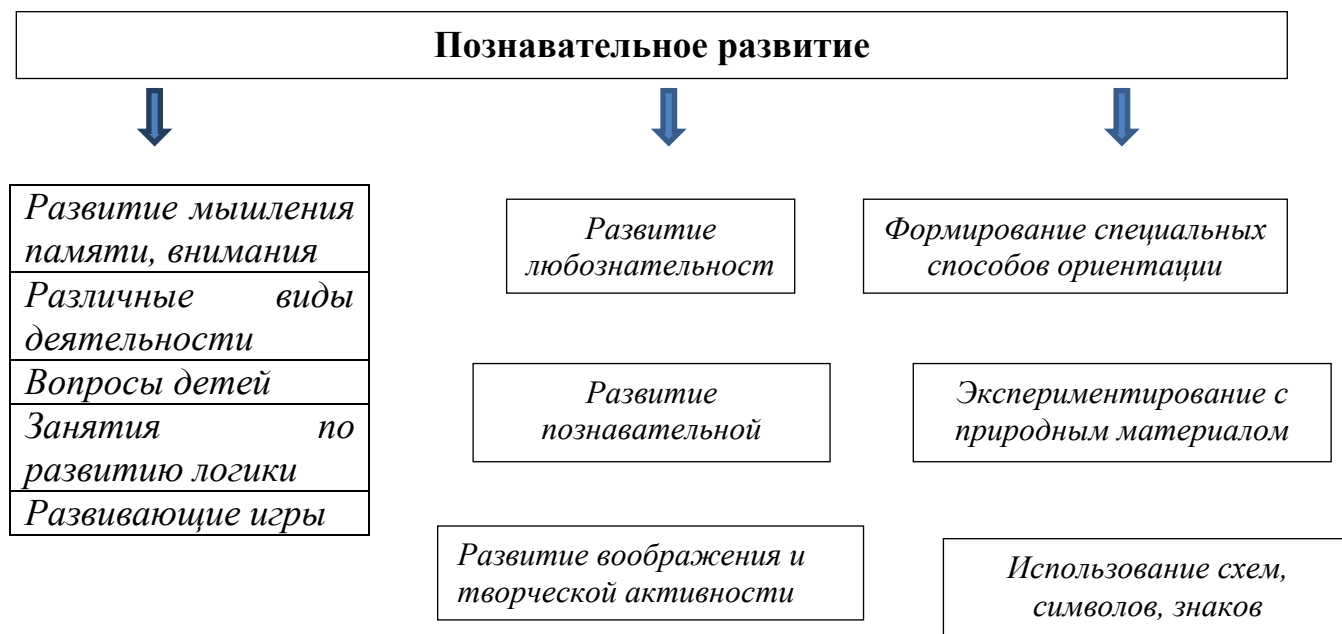 Познавательное развитие
Развитие мышления
памяти, внимания
Различные виды
деятельности
Вопросы детей
Занятия по
развитию логики
Развивающие игры
Развитие
любознательност
Развитие
познавательной
Развитие воображения и
творческой активности
Формирование специальных
способов ориентации
Экспериментирование с
природным материалом
Использование схем,
символов, знаков